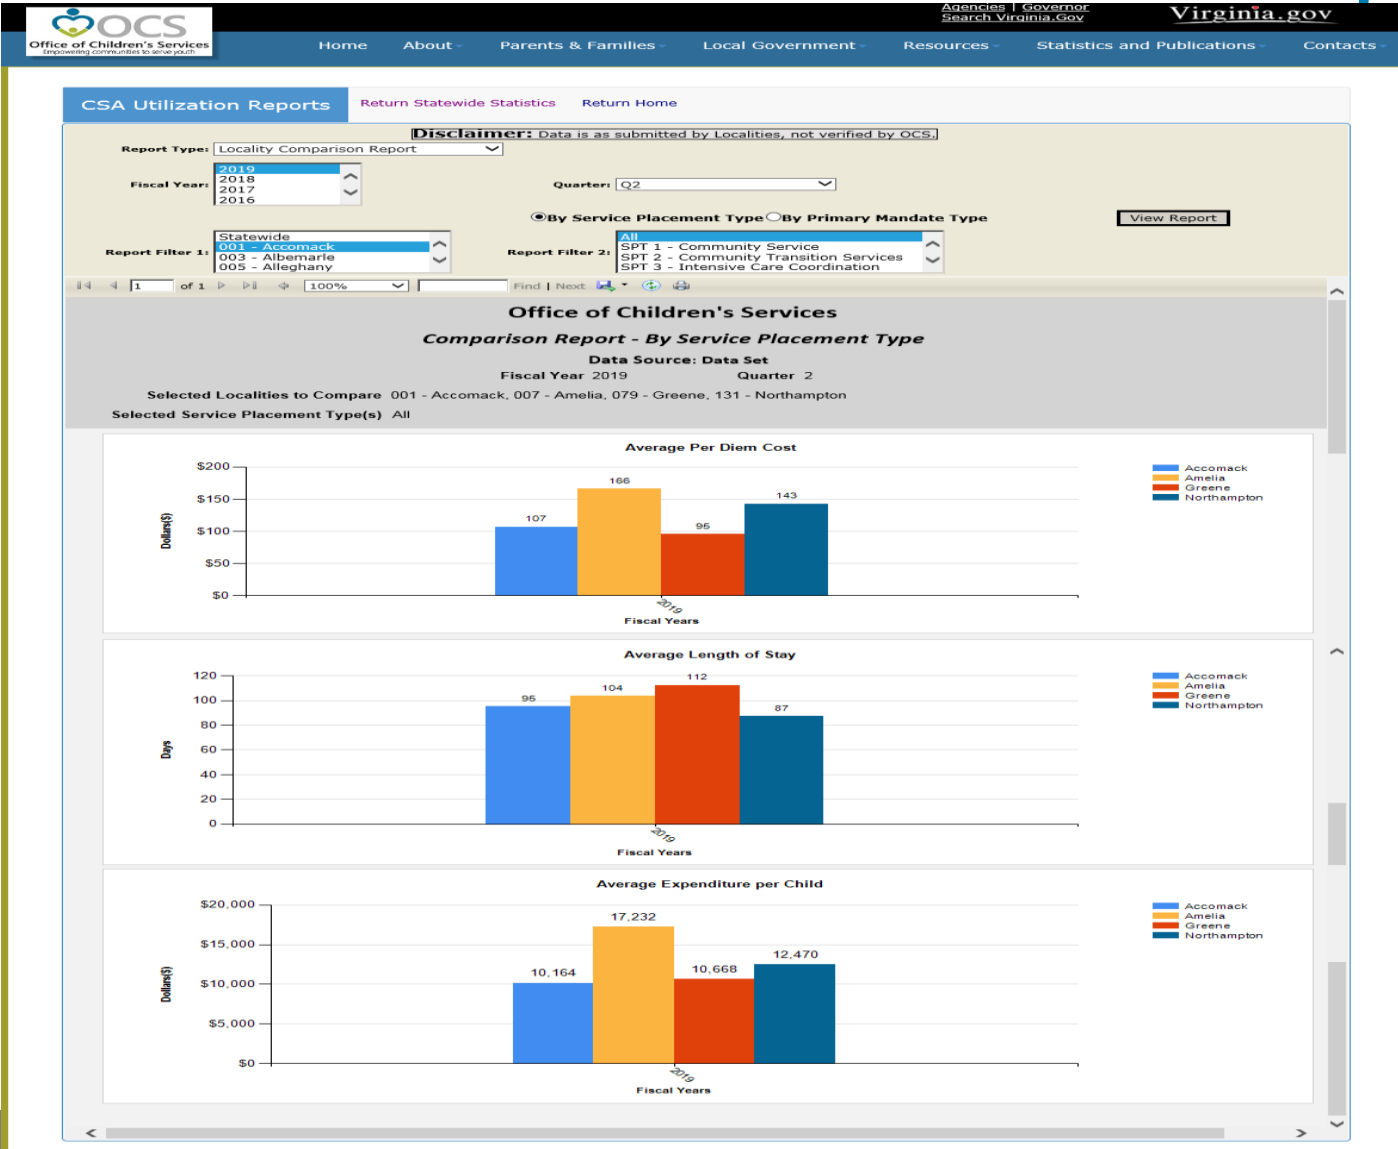 Agencies | Governor
Search Virginia.Gov
Virginia.gov
OCS
Office of Children's Services
Empowering communities to serve youth
Home About Parents & Families Local Government Resources Statistics and Publications Contacts
CSA Utilization Reports Return Statewide Statistics Return Home
Disclaimer: Data is as submitted by Localities, not verified by OCS.
Report Type: Locality Comparison Report
Fiscal Year: 2019
2018
2017
2016
Quarter: Q2
By Service Placement Type By Primary Mandate Type
View Report
Report Filter 1: Statewide
001 - Accomack
003 - Albemarle
005 - Alleghany
Report Filter 2: All
SPT 1 - Community Service
SPT 2 - Community Transition Services
SPT 3 - Intensive Care Coordination
1 of 1 100% Find | Next
Office of Children's Services
Comparison Report - By Service Placement Type
Data Source: Data Set
Fiscal Year 2019 Quarter 2
Selected Localities to Compare 001 - Accomack, 007 - Amelia, 079 - Greene, 131 - Northampton
Selected Service Placement Type(s) All
Average Per Diem Cost
$200
$150
$100
$50
$0
Dollars($)
107
166
95
143
2019
Fiscal Years
Accomack
Amelia
Greene
Northampton
Average Length of Stay
120
100
80
60
40
20
0
Days
95
104
112
87
2019
Fiscal Years
Accomack
Amelia
Greene
Northampton
Average Expenditure per Child
$20,000
$15,000
$10,000
$5,000
$0
Dollars($)
10,164
17,232
10,668
12,470
2019
Fiscal Years
Accomack
Amelia
Greene
Northampton